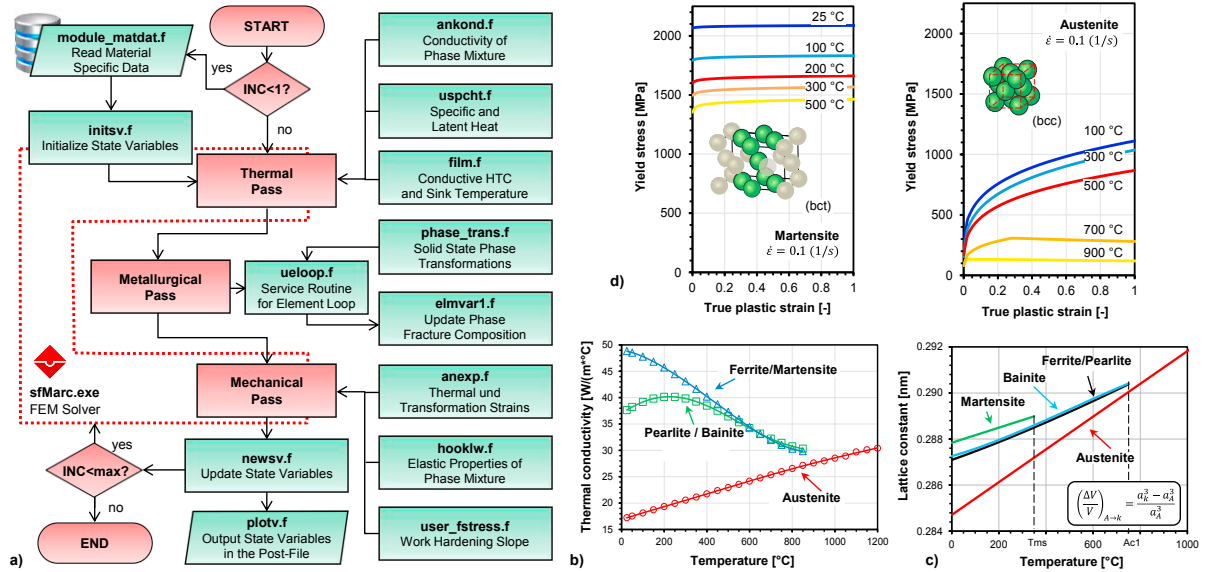 START
module_matdat.f
Read Material
Specific Data
yes
INC<1?
no
initsv.f
Initialize State Variables
Thermal
Pass
ankond.f
Conductivity of
Phase Mixture
uspcht.f
Specific and
Latent Heat
film.f
Conductive HTC
and Sink Temperature
phase_trans.f
Solid State Phase
Transformations
Metallurgical
Pass
ueloop.f
Service Routine
for Element Loop
elmvar1.f
Update Phase
Fracture Composition
sfMarc.exe
FEM Solver
Mechanical
Pass
anexp.f
Thermal und
Transformation Strains
yes
INC<max?
no
newsv.f
Update State Variables
hooklw.f
Elastic Properties of
Phase Mixture
END
plotv.f
Output State Variables
in the Post-File
user_fstress.f
Work Hardening Slope
a)
d)
Yield stress [MPa]
2000
1500
1000
500
0
25 °C
100 °C
200 °C
300 °C
500 °C
(bct)
Martensite
ε̇ = 0.1 (1/s)
0 0.2 0.4 0.6 0.8 1
True plastic strain [-]
Yield stress [MPa]
2000
1500
1000
500
0
Austenite
ε̇ = 0.1 (1/s)
(bcc)
100 °C
300 °C
500 °C
700 °C
900 °C
0 0.2 0.4 0.6 0.8 1
True plastic strain [-]
Thermal conductivity [W/(m*°C]
50
45
40
35
30
25
20
15
10
Ferrite/Martensite
Pearlite / Bainite
Austenite
0 200 400 600 800 1000 1200
Temperature [°C]
b)
Lattice constant [nm]
0.292
0.290
0.288
0.286
0.284
Ferrite/Pearlite
Bainite
Martensite
Austenite
(ΔV/V)A→k = (a_k^3 − a_A^3)/a_A^3
0 200 Tms 400 600 Ac1 800 1000
Temperature [°C]
c)